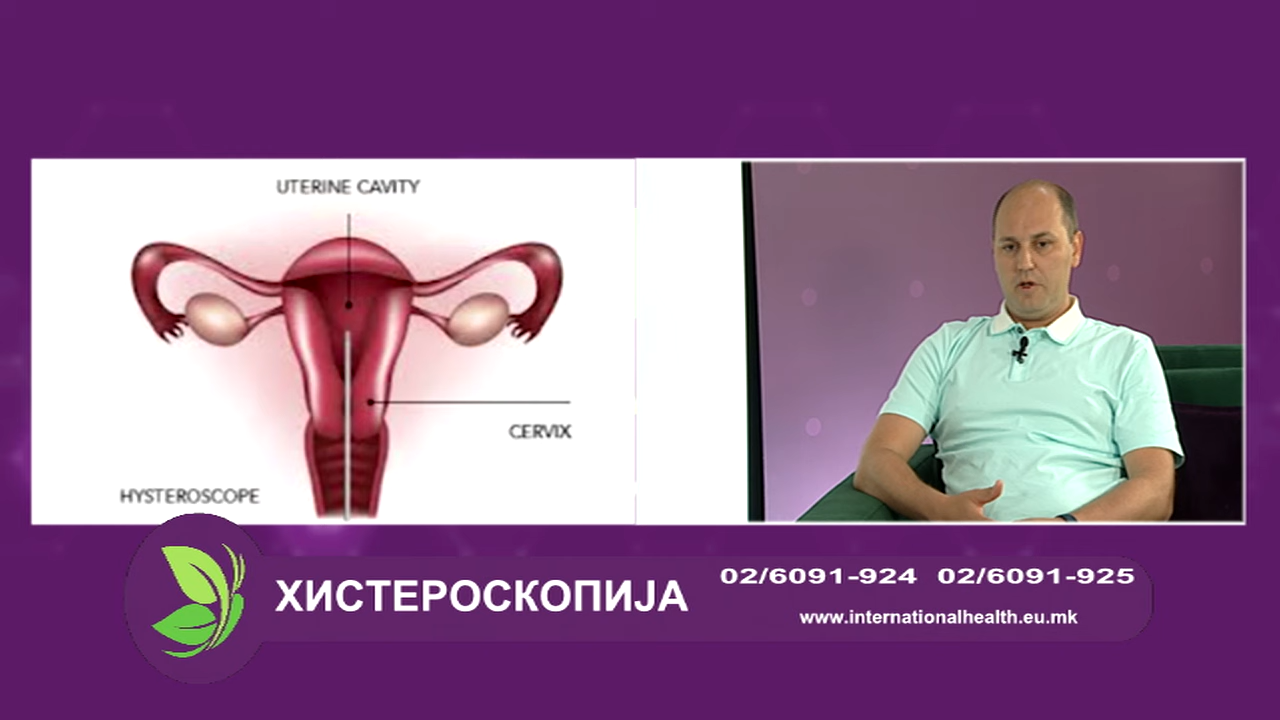 UTERINE CAVITY
CERVIX
HYSTEROSCOPE
ХИСТЕРОСКОПИЈА
02/6091-924 02/6091-925
www.internationalhealth.eu.mk